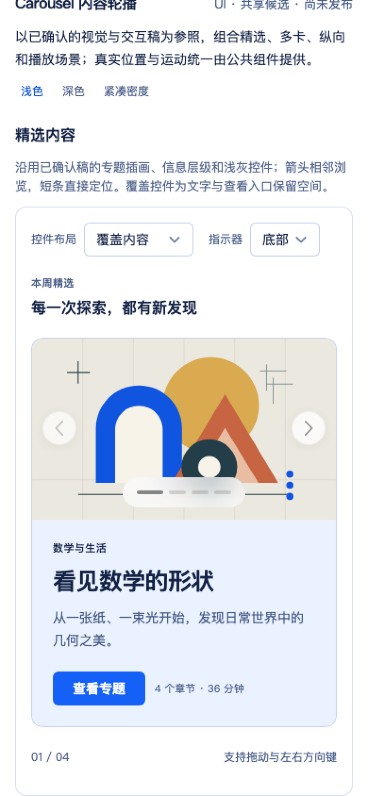 Carousel 内容轮播
UI · 共享候选 · 尚未发布
以已确认的视觉与交互稿为参照，组合精选、多卡、纵向
和播放场景；真实位置与运动统一由公共组件提供。
浅色 深色 紧凑密度
精选内容
沿用已确认稿的专题插画、信息层级和浅灰控件；箭头相邻浏
览，短条直接定位。覆盖控件为文字与查看入口保留空间。
控件布局 覆盖内容 指示器 底部
本周精选
每一次探索，都有新发现
数学与生活
看见数学的形状
从一张纸、一束光开始，发现日常世界中的
几何之美。
查看专题 4 个章节 · 36 分钟
01 / 04 支持拖动与左右方向键